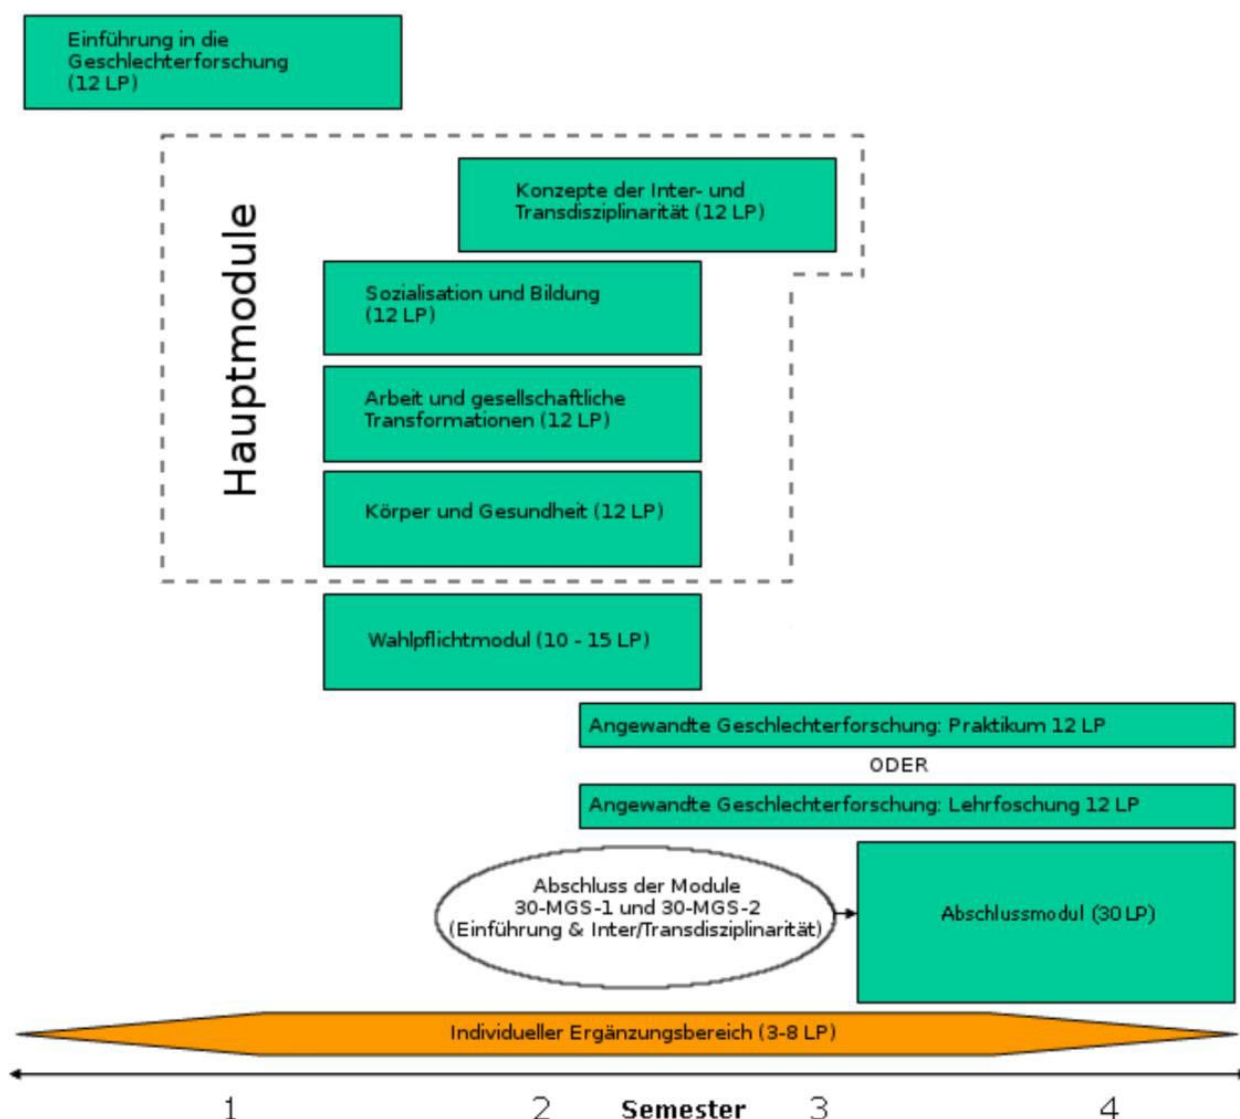 Einführung in die
Geschlechterforschung
(12 LP)
Hauptmodule
Konzepte der Inter- und
Transdisziplinarität (12 LP)
Sozialisation und Bildung
(12 LP)
Arbeit und gesellschaftliche
Transformationen (12 LP)
Körper und Gesundheit (12 LP)
Wahlpflichtmodul (10 - 15 LP)
Angewandte Geschlechterforschung: Praktikum 12 LP
ODER
Angewandte Geschlechterforschung: Lehrfoschung 12 LP
Abschluss der Module
30-MGS-1 und 30-MGS-2
(Einführung & Inter/Transdisziplinarität)
Abschlussmodul (30 LP)
Individueller Ergänzungsbereich (3-8 LP)
1 2 Semester 3 4